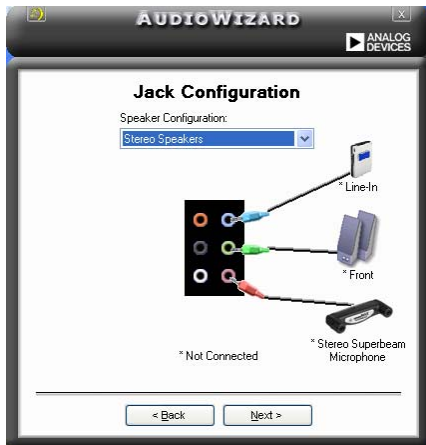 AUDIOWIZARD
X
ANALOG
DEVICES
Jack Configuration
Speaker Configuration:
Stereo Speakers
* Line-In
* Front
* Stereo Superbeam
Microphone
* Not Connected
< Back
Next >